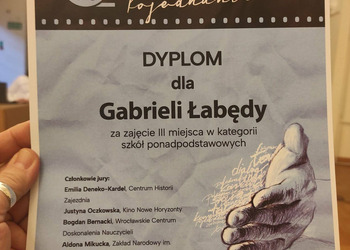 DYPLOM
dla
Gabrieli Łabędy
za zajęcie III miejsca w kategorii
szkół ponadpodstawowych
Członkowie jury:
Emilia Deneko-Kardel, Centrum Historii
Zajezdnia
Justyna Oczkowska, Kino Nowe Horyzonty
Bogdan Bernacki, Wrocławskie Centrum
Doskonalenia Nauczycieli
Aldona Mikucka, Zakład Narodowy im.